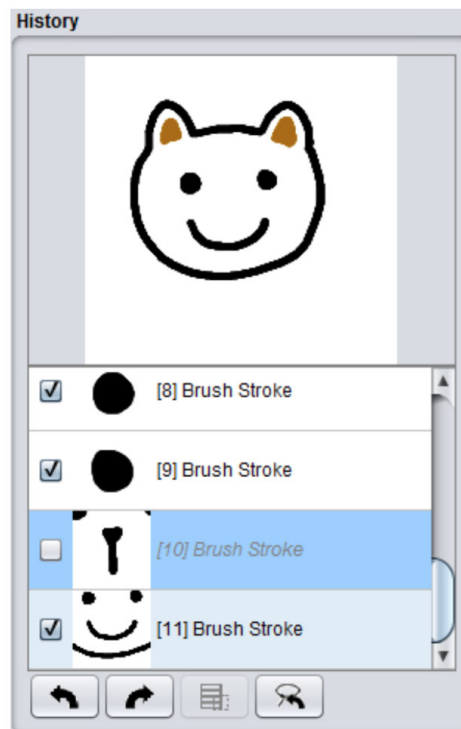 History
[8] Brush Stroke
[9] Brush Stroke
[10] Brush Stroke
[11] Brush Stroke